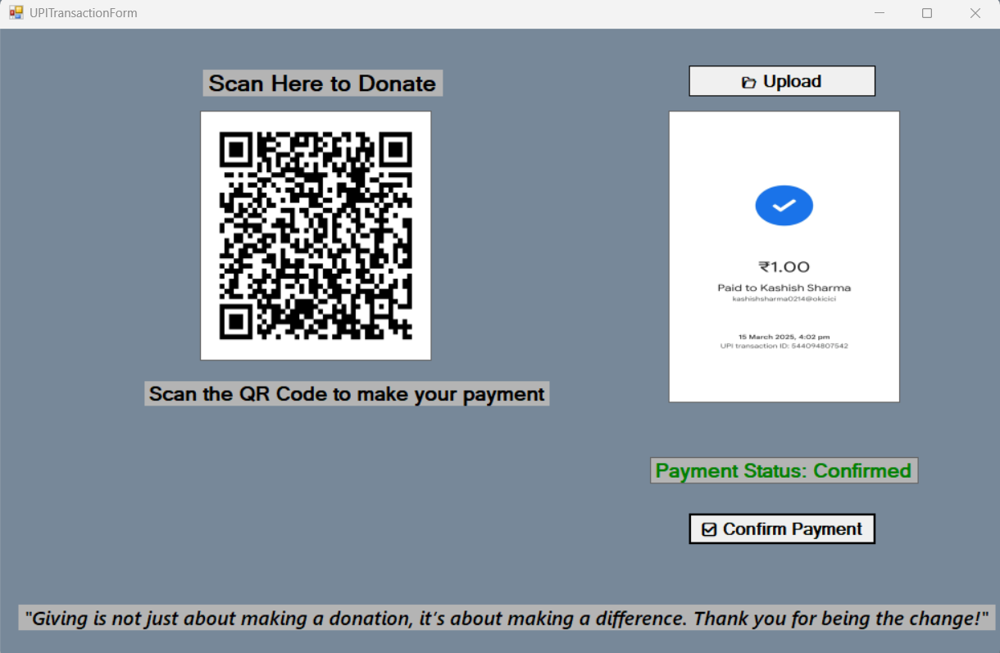 UPITransactionForm
Scan Here to Donate
Upload
₹1.00
Paid to Kashish Sharma
kashishsharma0214@okicici
15 March 2025, 4:02 pm
UPI transaction ID: 544094807542
Scan the QR Code to make your payment
Payment Status: Confirmed
Confirm Payment
"Giving is not just about making a donation, it's about making a difference. Thank you for being the change!"